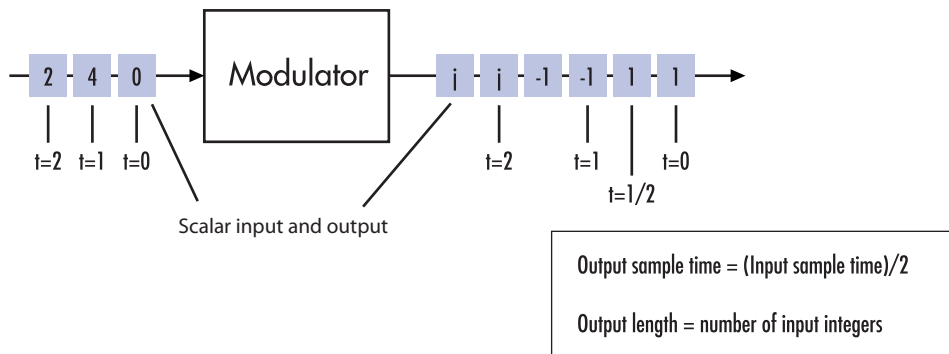 2 4 0 Modulator j j -1 -1 1 1
t=2 t=1 t=0 t=2 t=1 t=0
t=1/2
Scalar input and output
Output sample time = (Input sample time)/2
Output length = number of input integers